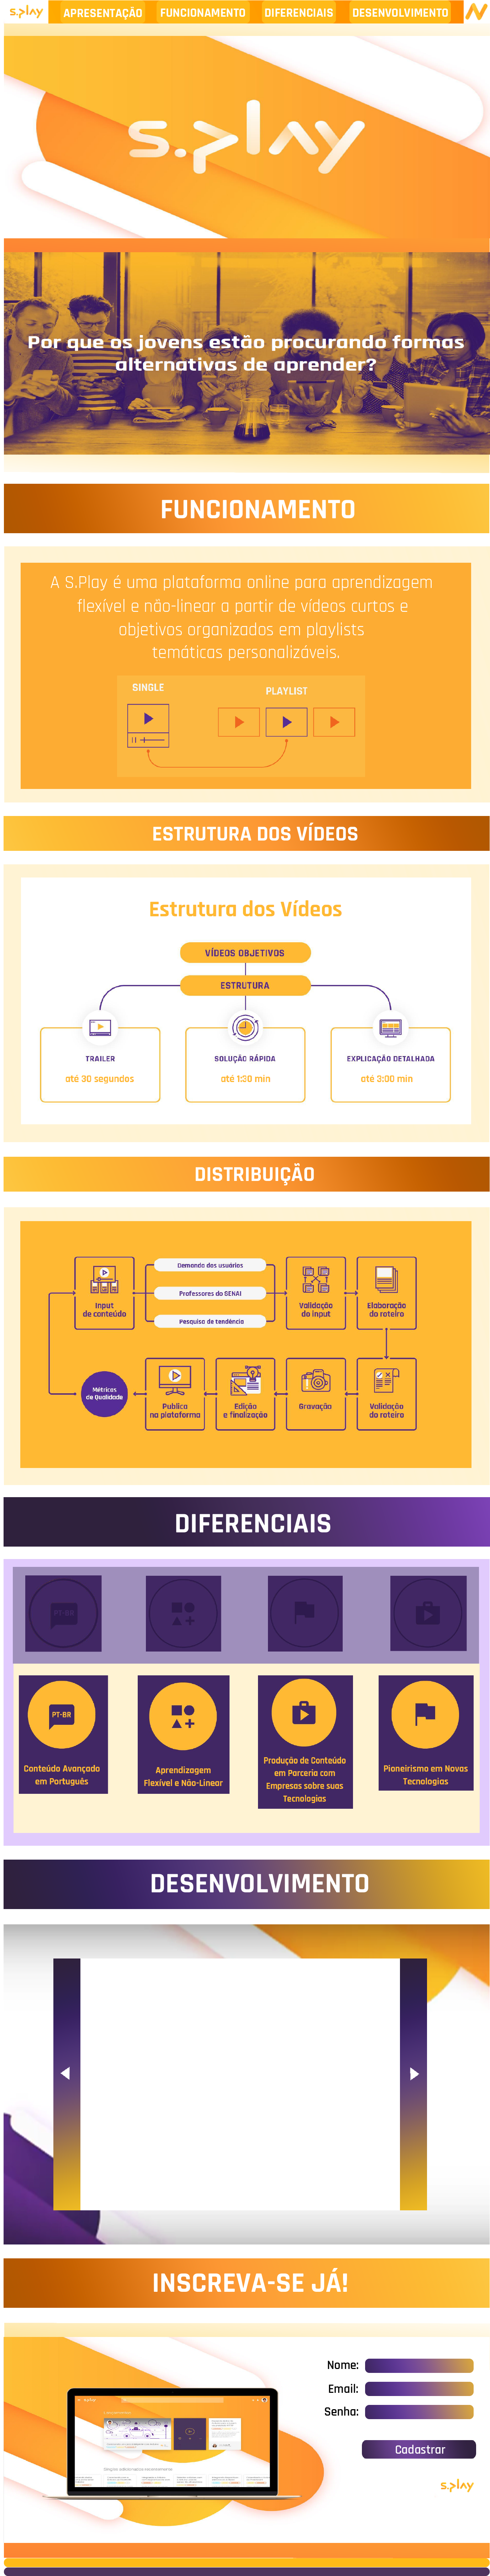 s.play
APRESENTAÇÃO
FUNCIONAMENTO
DIFERENCIAIS
DESENVOLVIMENTO
s.play
Por que os jovens estão procurando formas
alternativas de aprender?
FUNCIONAMENTO
A S.Play é uma plataforma online para aprendizagem
flexível e não-linear a partir de vídeos curtos e
objetivos organizados em playlists
temáticas personalizáveis.
SINGLE
PLAYLIST
ESTRUTURA DOS VÍDEOS
Estrutura dos Vídeos
VÍDEOS OBJETIVOS
ESTRUTURA
TRAILER
até 30 segundos
SOLUÇÃO RÁPIDA
até 1:30 min
EXPLICAÇÃO DETALHADA
até 3:00 min
DISTRIBUIÇÃO
Input
de conteúdo
Demanda dos usuários
Professores do SENAI
Pesquisa de tendência
Validação
do input
Elaboração
do roteiro
Métricas
de Qualidade
Publica
na plataforma
Edição
e finalização
Gravação
Validação
do roteiro
DIFERENCIAIS
PT-BR
PT-BR
Conteúdo Avançado
em Português
Aprendizagem
Flexível e Não-Linear
Produção de Conteúdo
em Parceria com
Empresas sobre suas
Tecnologias
Pioneirismo em Novas
Tecnologias
DESENVOLVIMENTO
INSCREVA-SE JÁ!
Nome:
Email:
Senha:
Cadastrar
s.play